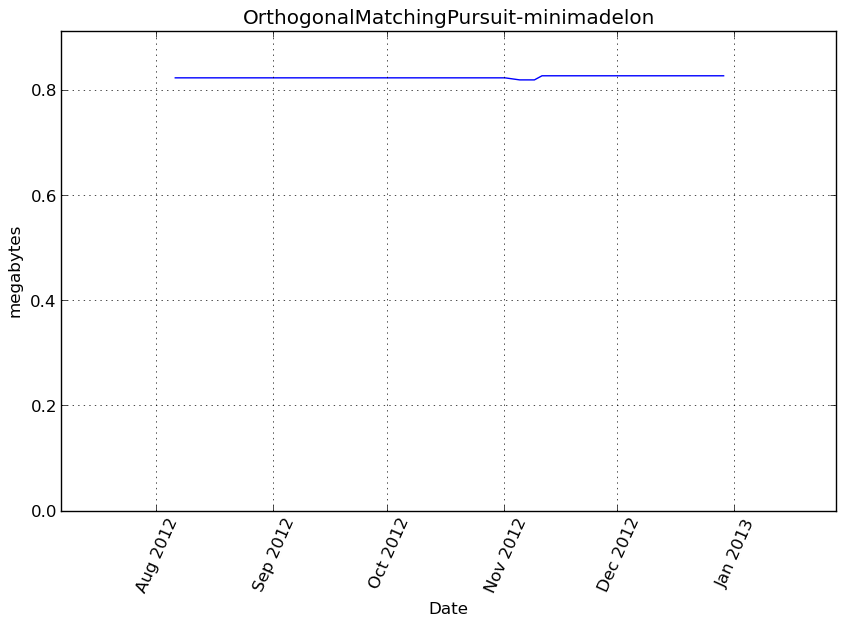 OrthogonalMatchingPursuit-minimadelon
megabytes
0.8
0.6
0.4
0.2
0.0
Aug 2012
Sep 2012
Oct 2012
Nov 2012
Dec 2012
Jan 2013
Date